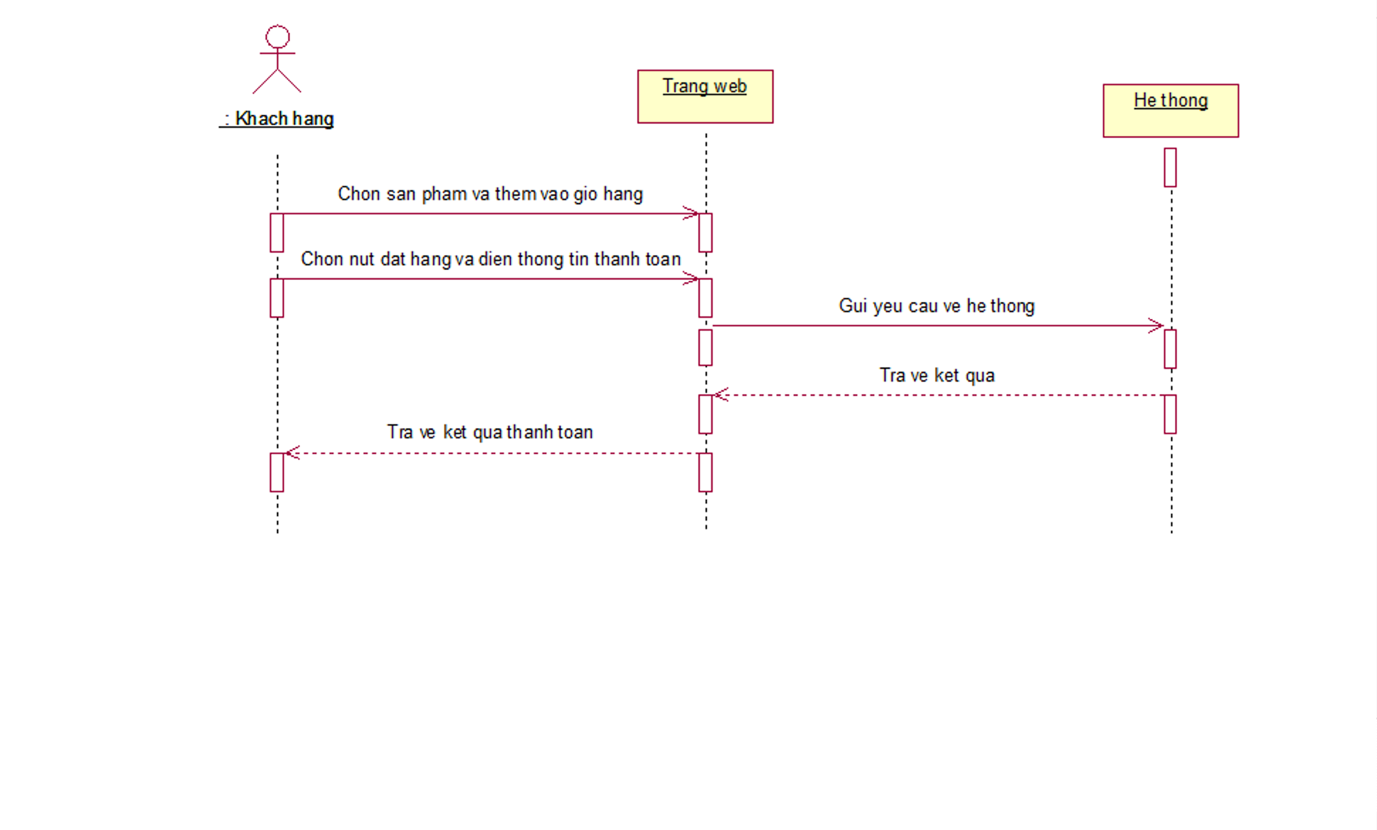 : Khach hang
Trang web
He thong
Chon san pham va them vao gio hang
Chon nut dat hang va dien thong tin thanh toan
Gui yeu cau ve he thong
Tra ve ket qua
Tra ve ket qua thanh toan